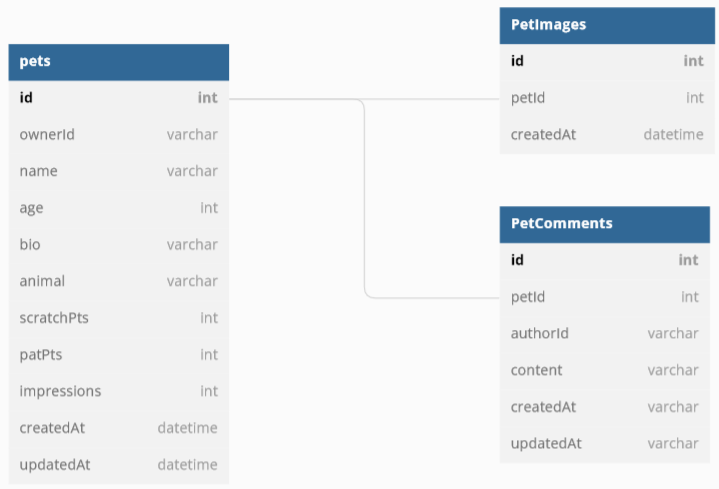 pets
id int
ownerId varchar
name varchar
age int
bio varchar
animal varchar
scratchPts int
patPts int
impressions int
createdAt datetime
updatedAt datetime
PetImages
id int
petId int
createdAt datetime
PetComments
id int
petId int
authorId varchar
content varchar
createdAt varchar
updatedAt varchar